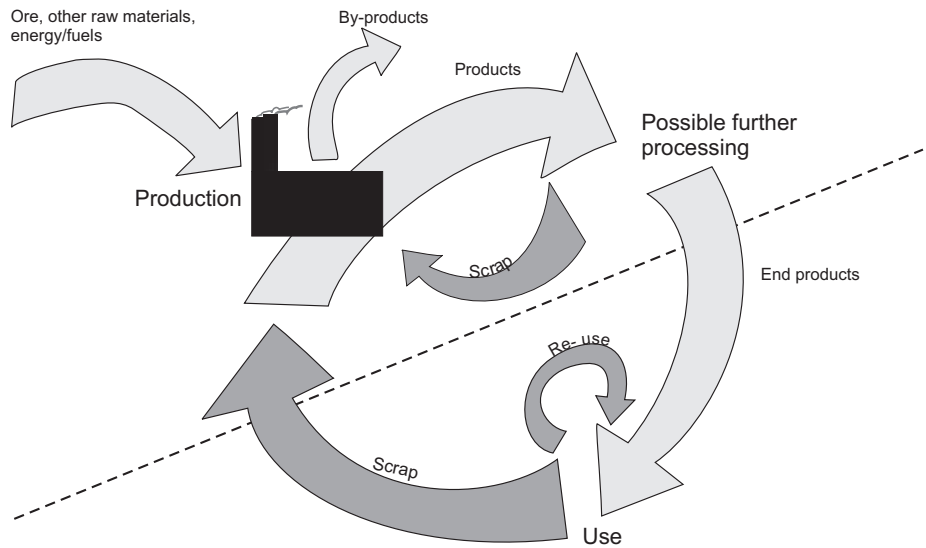 Ore, other raw materials,
energy/fuels
By-products
Products
Possible further
processing
Production
Scrap
End products
Re- use
Scrap
Use